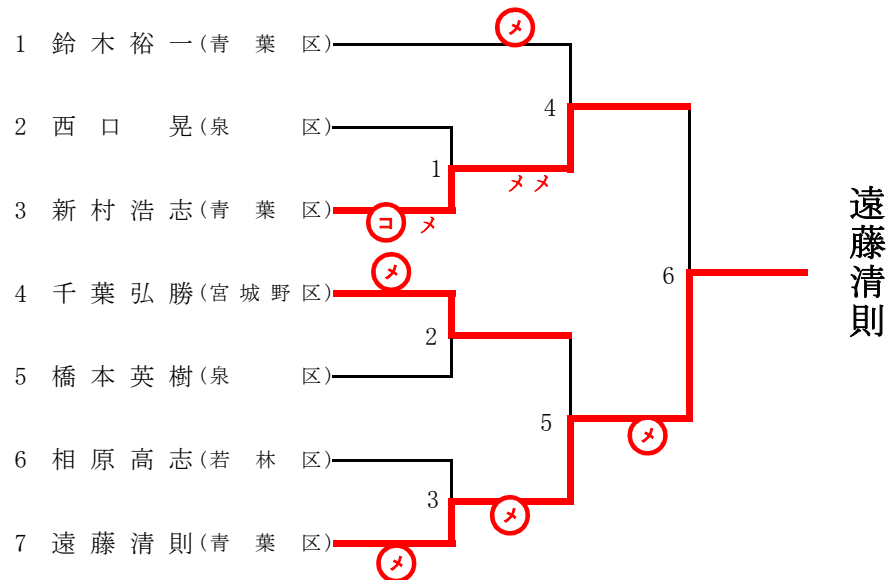 ㋱
1 鈴木裕一(青葉区)
4
2 西口 晃(泉 区)
1
メメ
3 新村浩志(青葉区)
㋙ メ
㋱
4 千葉弘勝(宮城野区)
6
2
5 橋本英樹(泉 区)
5
㋱
6 相原高志(若林区)
3
㋱
7 遠藤清則(青葉区)
㋱
遠藤清則